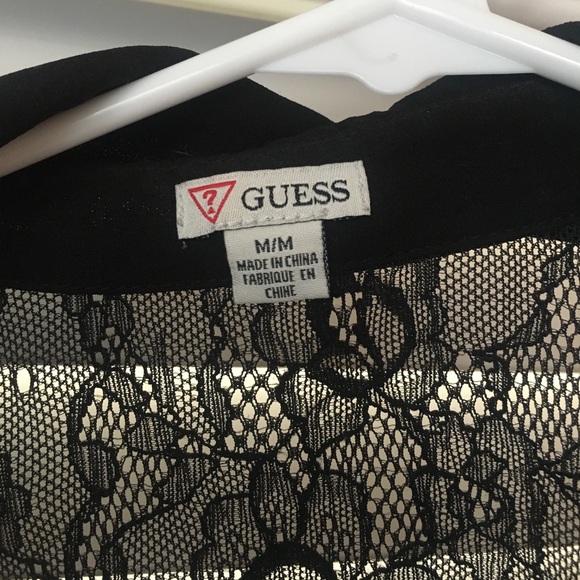 ? GUESS
M/M
MADE IN CHINA
FABRIQUE EN
CHINE